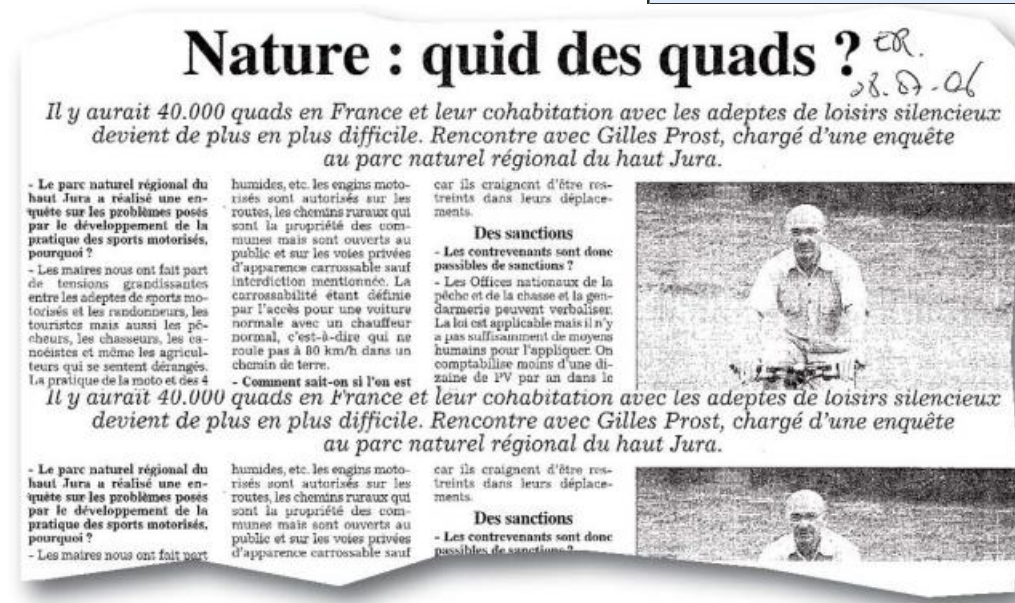 Nature : quid des quads ?
ER.
28.07-06
Il y aurait 40.000 quads en France et leur cohabitation avec les adeptes de loisirs silencieux
devient de plus en plus difficile. Rencontre avec Gilles Prost, chargé d'une enquête
au parc naturel régional du haut Jura.
- Le parc naturel régional du
haut Jura a réalisé une en-
quête sur les problèmes posés
par le développement de la
pratique des sports motorisés,
pourquoi ?
- Les maires nous ont fait part
de tensions grandissantes
entre les adeptes de sports mo-
torisés et les randonneurs, les
touristes mais aussi les pê-
cheurs, les chasseurs, les ca-
noéistes et même les agricul-
teurs qui se sentent dérangés.
La pratique de la moto et des 4
humides, etc. les engins moto-
risés sont autorisés sur les
routes, les chemins ruraux qui
sont la propriété des com-
munes mais sont ouverts au
public et sur les voies privées
d'apparence carrossable sauf
interdiction mentionnée. La
carrossabilité étant définie
par l'accès pour une voiture
normale avec un chauffeur
normal, c'est-à-dire qui ne
roule pas à 80 km/h dans un
chemin de terre.
- Comment sait-on si l'on est
car ils craignent d'être res-
treints dans leurs déplace-
ments.
Des sanctions
- Les contrevenants sont donc
passibles de sanctions ?
- Les Offices nationaux de la
pêche et de la chasse et la gen-
darmerie peuvent verbaliser.
La loi est applicable mais il n'y
a pas suffisamment de moyens
humains pour l'appliquer. On
comptabilise moins d'une di-
zaine de PV par an dans le
Il y aurait 40.000 quads en France et leur cohabitation avec les adeptes de loisirs silencieux
devient de plus en plus difficile. Rencontre avec Gilles Prost, chargé d'une enquête
au parc naturel régional du haut Jura.
- Le parc naturel régional du
haut Jura a réalisé une en-
quête sur les problèmes posés
par le développement de la
pratique des sports motorisés,
pourquoi ?
- Les maires nous ont fait part
humides, etc. les engins moto-
risés sont autorisés sur les
routes, les chemins ruraux qui
sont la propriété des com-
munes mais sont ouverts au
public et sur les voies privées
d'apparence carrossable sauf
car ils craignent d'être res-
treints dans leurs déplace-
ments.
Des sanctions
- Les contrevenants sont donc
passibles de sanctions ?